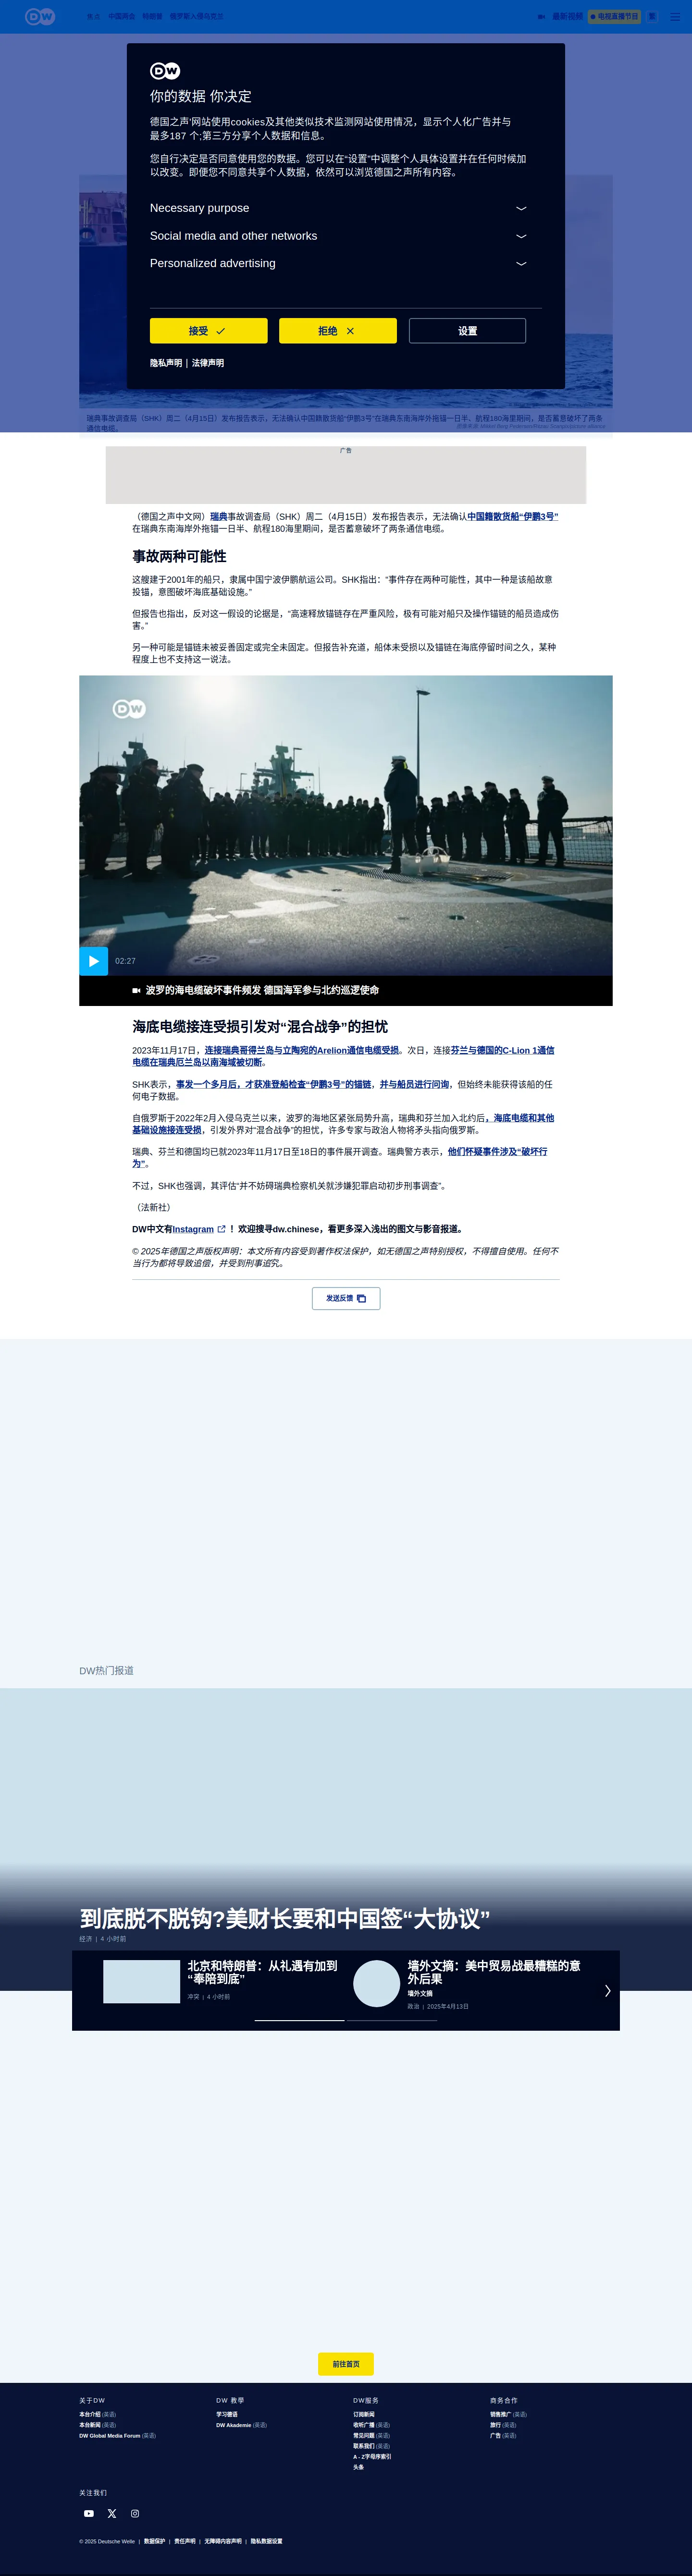 DW
焦点 中国两会 特朗普 俄罗斯入侵乌克兰
最新视频 电视直播节目 繁
DW
你的数据 你决定
德国之声'网站使用cookies及其他类似技术监测网站使用情况，显示个人化广告并与
最多187 个;第三方分享个人数据和信息。
您自行决定是否同意使用您的数据。您可以在“设置”中调整个人具体设置并在任何时候加
以改变。即便您不同意共享个人数据，依然可以浏览德国之声所有内容。
Necessary purpose
Social media and other networks
Personalized advertising
接受
拒绝
设置
隐私声明 | 法律声明
瑞典事故调查局（SHK）周二（4月15日）发布报告表示，无法确认中国籍散货船“伊鹏3号”在瑞典东南海岸外拖锚一日半、航程180海里期间，是否蓄意破坏了两条
通信电缆。
广告
（德国之声中文网）瑞典事故调查局（SHK）周二（4月15日）发布报告表示，无法确认中国籍散货船“伊鹏3号”
在瑞典东南海岸外拖锚一日半、航程180海里期间，是否蓄意破坏了两条通信电缆。
事故两种可能性
这艘建于2001年的船只，隶属中国宁波伊鹏航运公司。SHK指出：“事件存在两种可能性，其中一种是该船故意
投锚，意图破坏海底基础设施。”
但报告也指出，反对这一假设的论据是，“高速释放锚链存在严重风险，极有可能对船只及操作锚链的船员造成伤
害。”
另一种可能是锚链未被妥善固定或完全未固定。但报告补充道，船体未受损以及锚链在海底停留时间之久，某种
程度上也不支持这一说法。
DW
02:27
波罗的海电缆破坏事件频发 德国海军参与北约巡逻使命
海底电缆接连受损引发对“混合战争”的担忧
2023年11月17日，连接瑞典哥得兰岛与立陶宛的Arelion通信电缆受损。次日，连接芬兰与德国的C-Lion 1通信
电缆在瑞典厄兰岛以南海域被切断。
SHK表示，事发一个多月后，才获准登船检查“伊鹏3号”的锚链，并与船员进行问询，但始终未能获得该船的任
何电子数据。
自俄罗斯于2022年2月入侵乌克兰以来，波罗的海地区紧张局势升高，瑞典和芬兰加入北约后，海底电缆和其他
基础设施接连受损，引发外界对“混合战争”的担忧，许多专家与政治人物将矛头指向俄罗斯。
瑞典、芬兰和德国均已就2023年11月17日至18日的事件展开调查。瑞典警方表示，他们怀疑事件涉及“破坏行
为”。
不过，SHK也强调，其评估“并不妨碍瑞典检察机关就涉嫌犯罪启动初步刑事调查”。
（法新社）
DW中文有Instagram ！欢迎搜寻dw.chinese，看更多深入浅出的图文与影音报道。
© 2025年德国之声版权声明：本文所有内容受到著作权法保护，如无德国之声特别授权，不得擅自使用。任何不
当行为都将导致追偿，并受到刑事追究。
发送反馈
DW热门报道
到底脱不脱钩?美财长要和中国签“大协议”
经济 | 4 小时前
北京和特朗普：从礼遇有加到
“奉陪到底”
冲突 | 4 小时前
墙外文摘：美中贸易战最糟糕的意
外后果
墙外文摘
政治 | 2025年4月13日
前往首页
关于DW
本台介绍 (英语)
本台新闻 (英语)
DW Global Media Forum (英语)
DW 教学
学习德语
DW Akademie (英语)
DW服务
订阅新闻
收听广播 (英语)
常见问题 (英语)
联系我们 (英语)
A - Z字母序索引
头条
商务合作
销售推广 (英语)
旅行 (英语)
广告 (英语)
关注我们
© 2025 Deutsche Welle | 数据保护 | 责任声明 | 无障碍内容声明 | 隐私数据设置